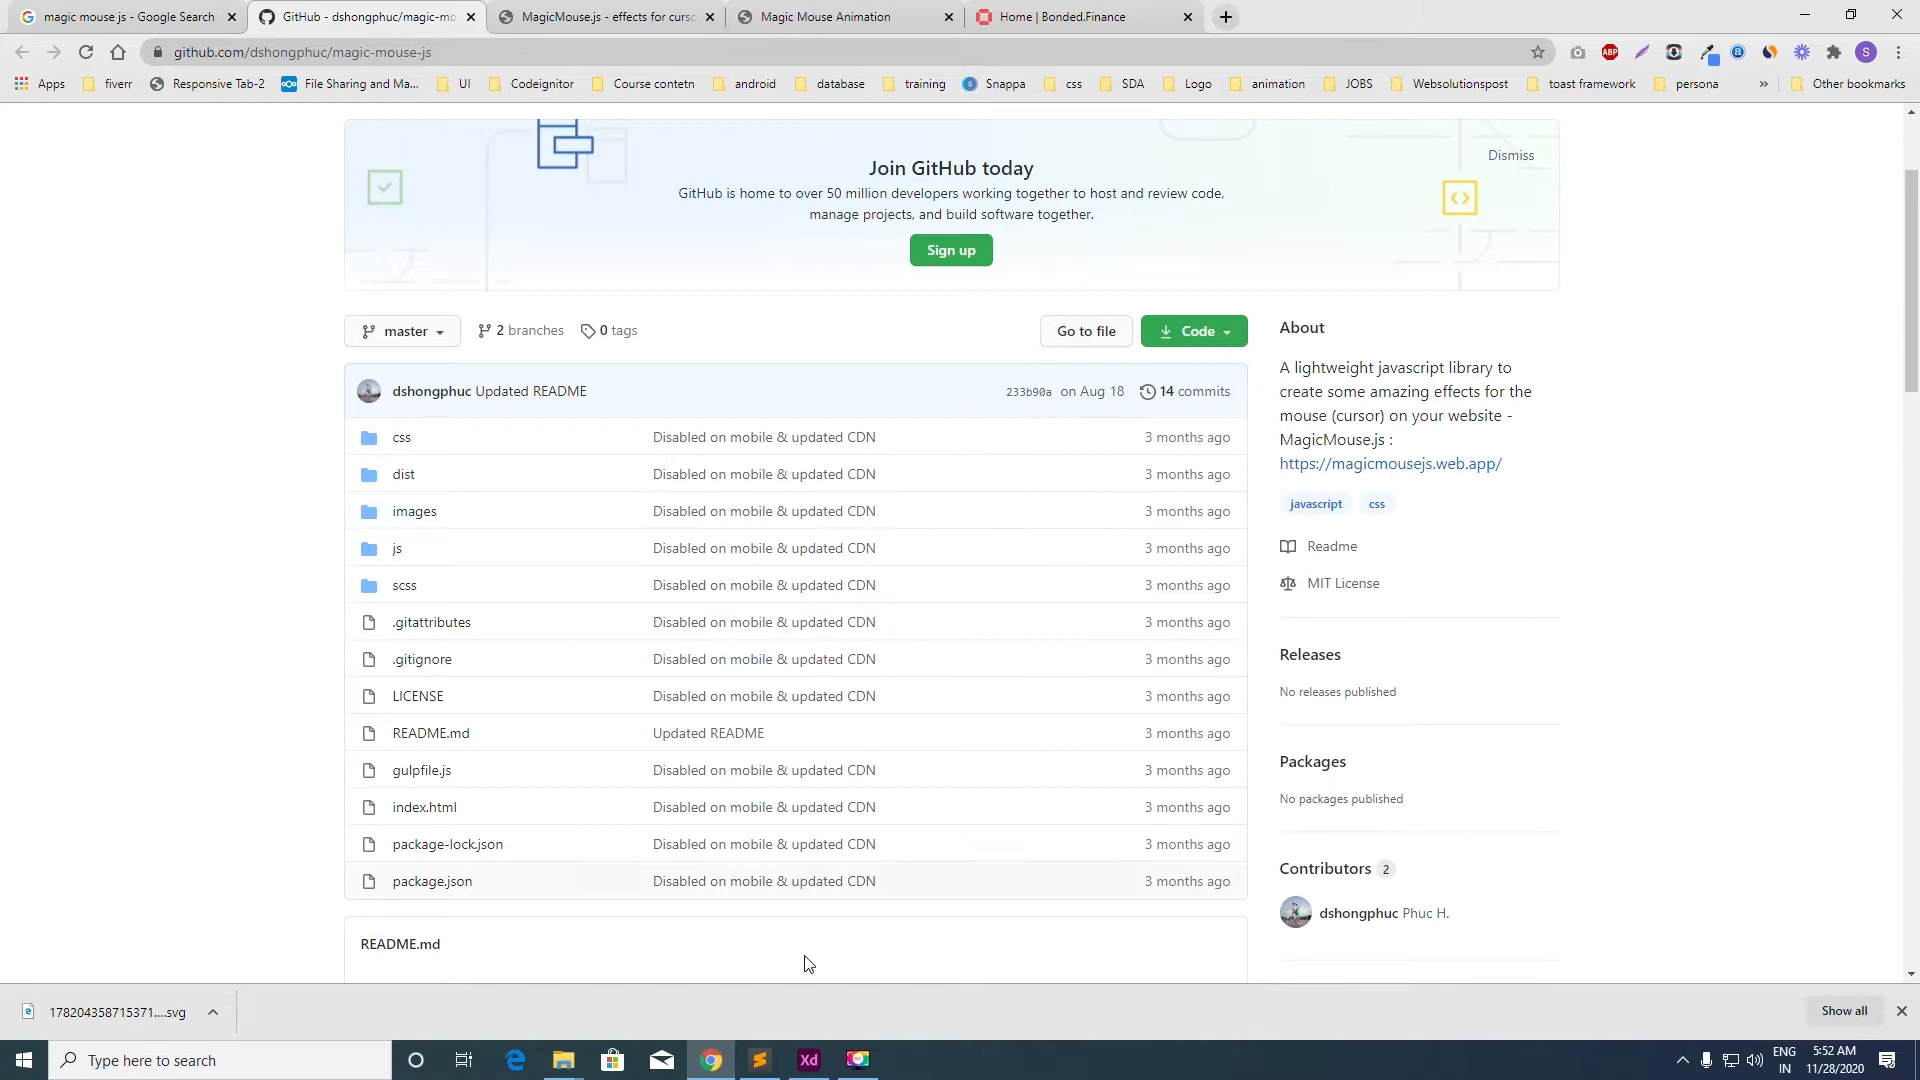 magic mouse js - Google Search
GitHub - dshongphuc/magic-mo
MagicMouse.js - effects for curs
Magic Mouse Animation
Home | Bonded.Finance
github.com/dshongphuc/magic-mouse-js
ABP
S
Apps
fiverr
Responsive Tab-2
File Sharing and Ma...
UI
Codeignitor
Course contetn
android
database
training
Snappa
css
SDA
Logo
animation
JOBS
Websolutionspost
toast framework
persona
»
Other bookmarks
Join GitHub today
Dismiss
GitHub is home to over 50 million developers working together to host and review code,
manage projects, and build software together.
Sign up
master
2 branches
0 tags
Go to file
Code
dshongphuc Updated README
233b90a on Aug 18
14 commits
css Disabled on mobile & updated CDN 3 months ago
dist Disabled on mobile & updated CDN 3 months ago
images Disabled on mobile & updated CDN 3 months ago
js Disabled on mobile & updated CDN 3 months ago
scss Disabled on mobile & updated CDN 3 months ago
.gitattributes Disabled on mobile & updated CDN 3 months ago
.gitignore Disabled on mobile & updated CDN 3 months ago
LICENSE Disabled on mobile & updated CDN 3 months ago
README.md Updated README 3 months ago
gulpfile.js Disabled on mobile & updated CDN 3 months ago
index.html Disabled on mobile & updated CDN 3 months ago
package-lock.json Disabled on mobile & updated CDN 3 months ago
package.json Disabled on mobile & updated CDN 3 months ago
README.md
About
A lightweight javascript library to
create some amazing effects for the
mouse (cursor) on your website -
MagicMouse.js :
https://magicmousejs.web.app/
javascript css
Readme
MIT License
Releases
No releases published
Packages
No packages published
Contributors 2
dshongphuc Phuc H.
178204358715371....svg
Show all
Type here to search
Xd
ENG
IN
5:52 AM
11/28/2020